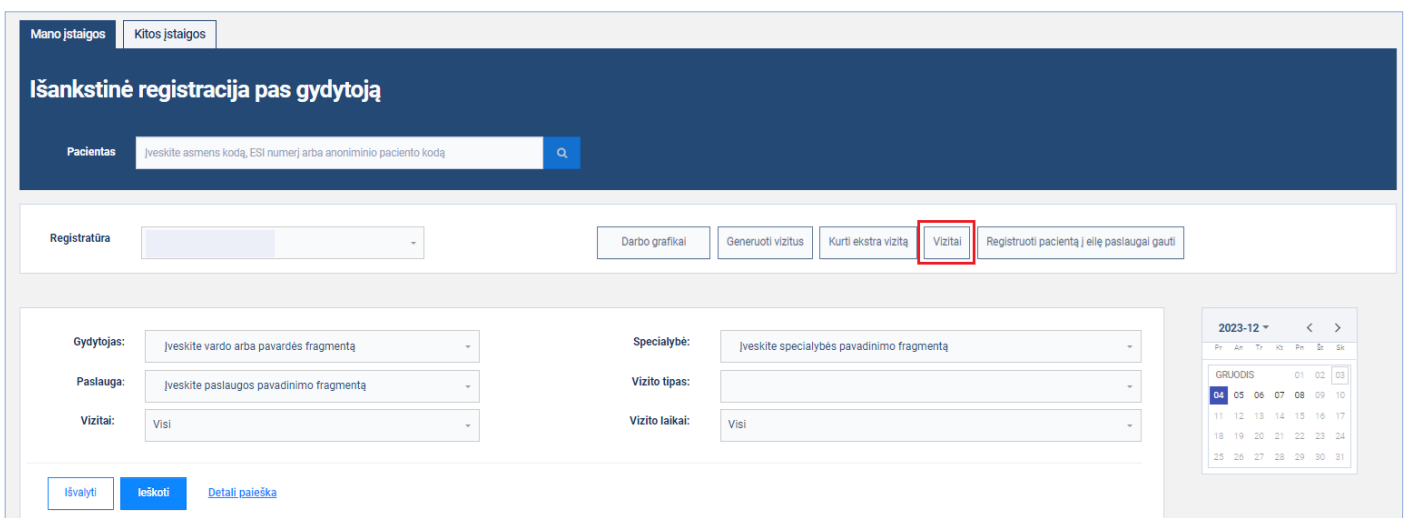 Mano įstaigos Kitos įstaigos
Išankstinė registracija pas gydytoją
Pacientas Įveskite asmens kodą, ESI numerį arba anoniminio paciento kodą
Registratūra Darbo grafikai Generuoti vizitus Kurti ekstra vizitą Vizitai Registruoti pacientą į eilę paslaugai gauti
Gydytojas: Įveskite vardo arba pavardės fragmentą Specialybė: Įveskite specialybės pavadinimo fragmentą
Paslauga: Įveskite paslaugos pavadinimo fragmentą Vizito tipas:
Vizitai: Visi Vizito laikai: Visi
Išvalyti Ieškoti Detali paieška
2023-12
Pr An Tr Kt Pn Št Sk
GRUODIS 01 02 03
04 05 06 07 08 09 10
11 12 13 14 15 16 17
18 19 20 21 22 23 24
25 26 27 28 29 30 31